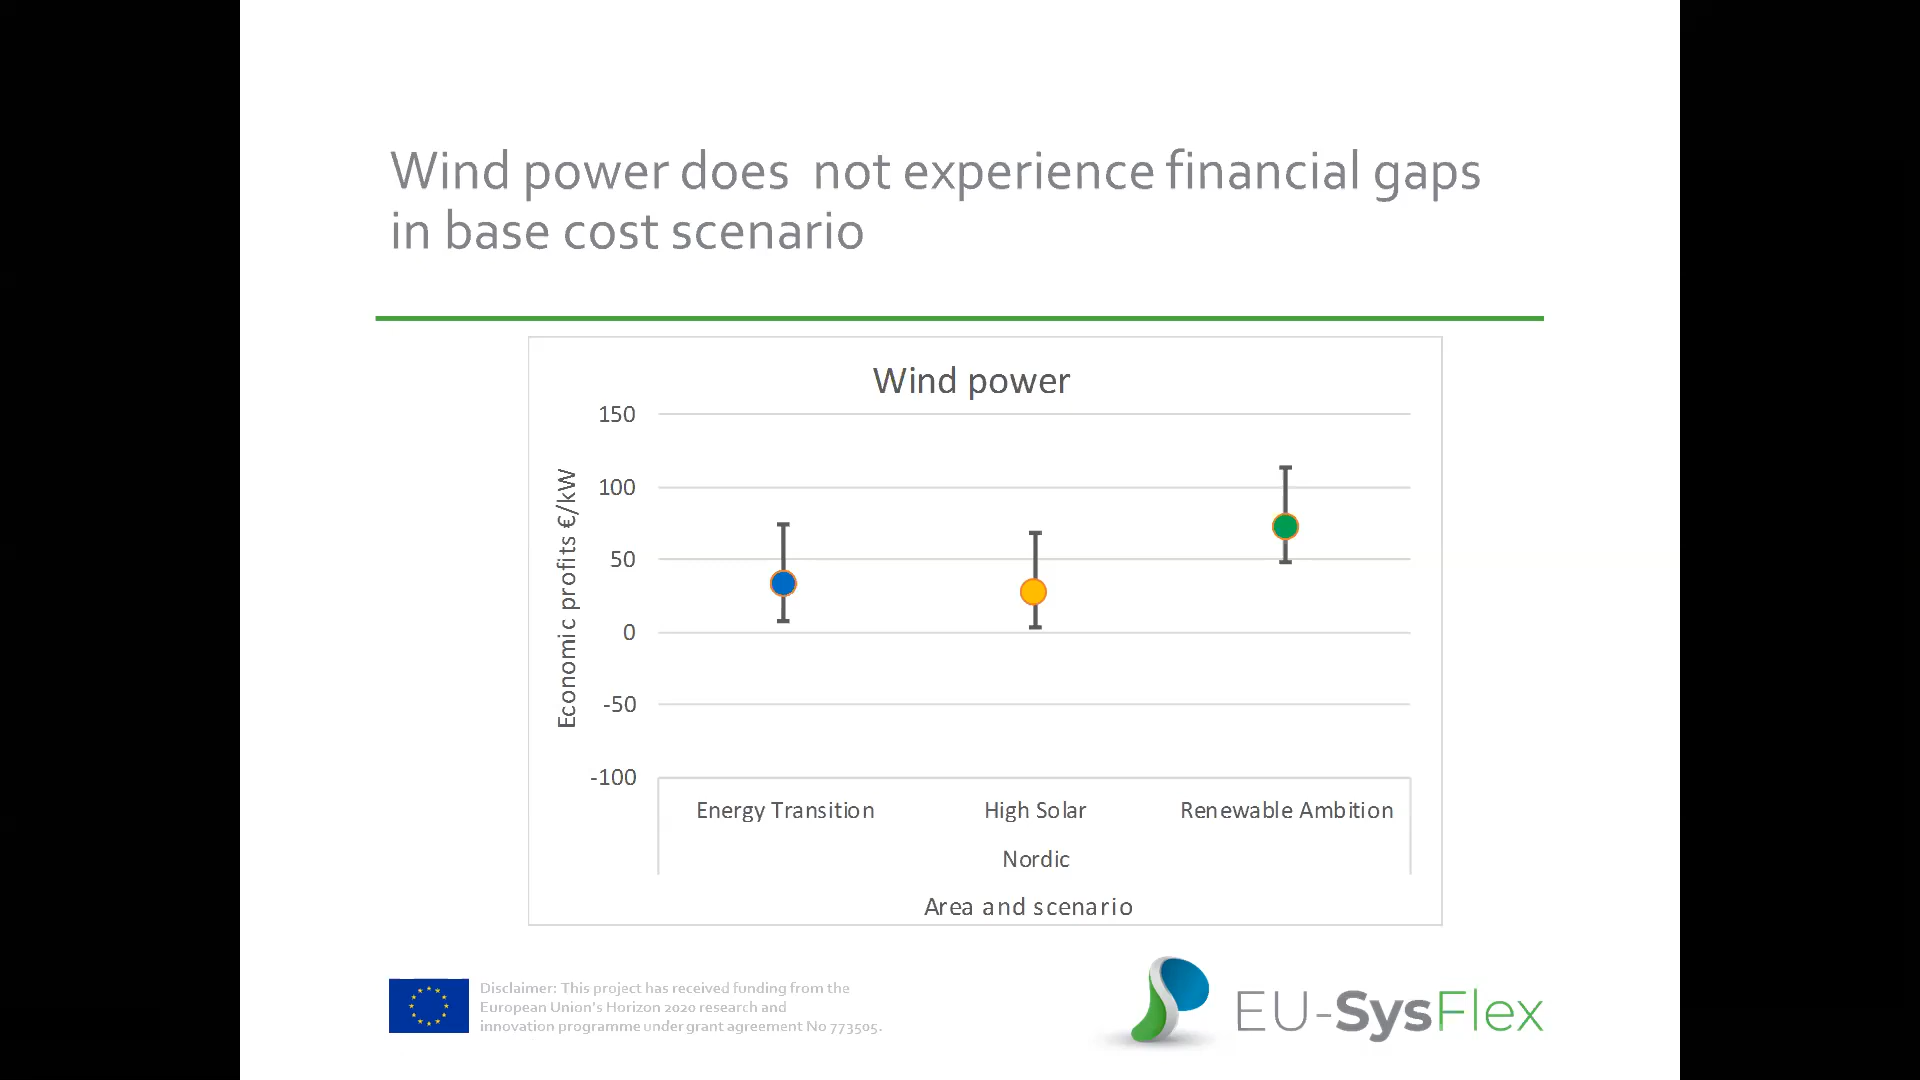 Wind power does  not experience financial gaps
in base cost scenario
Wind power
150
100
50
0
-50
-100
Economic profits €/kW
Energy Transition
High Solar
Renewable Ambition
Nordic
Area and scenario
Disclaimer: This project has received funding from the
European Union's Horizon 2020 research and
innovation programme under grant agreement No 773505.
EU-SysFlex